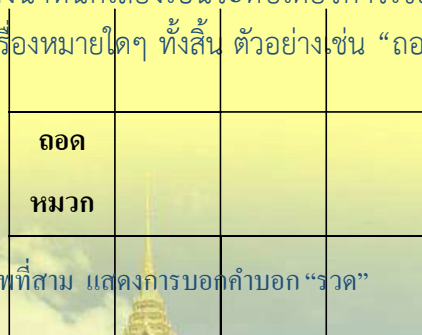 รื่องหมายใดๆ ทั้งสิ้น ตัวอย่างเช่น “ถอ
ถอด
หมวก
พที่สาม แสดงการบอกคำบอก “รวด”